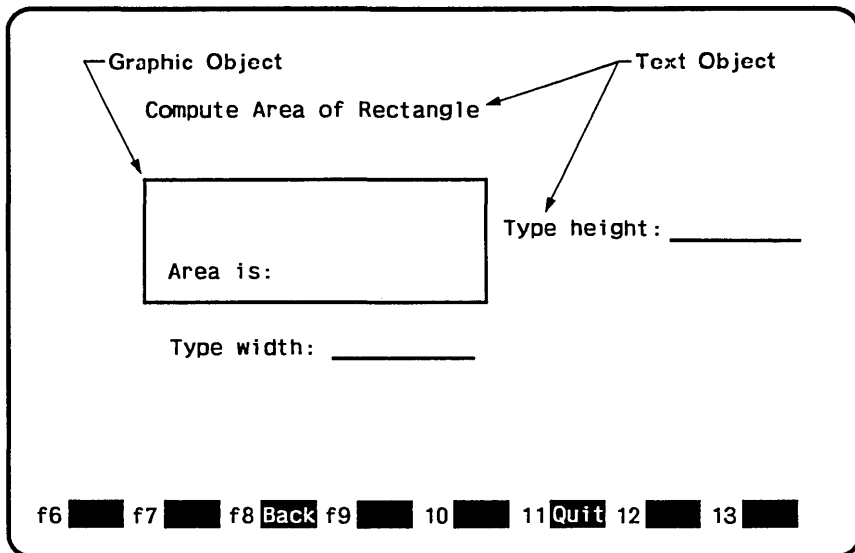 Graphic Object Text Object
Compute Area of Rectangle
Type height:
Area is:
Type width:
f6 f7 f8 Back f9 10 11 Quit 12 13